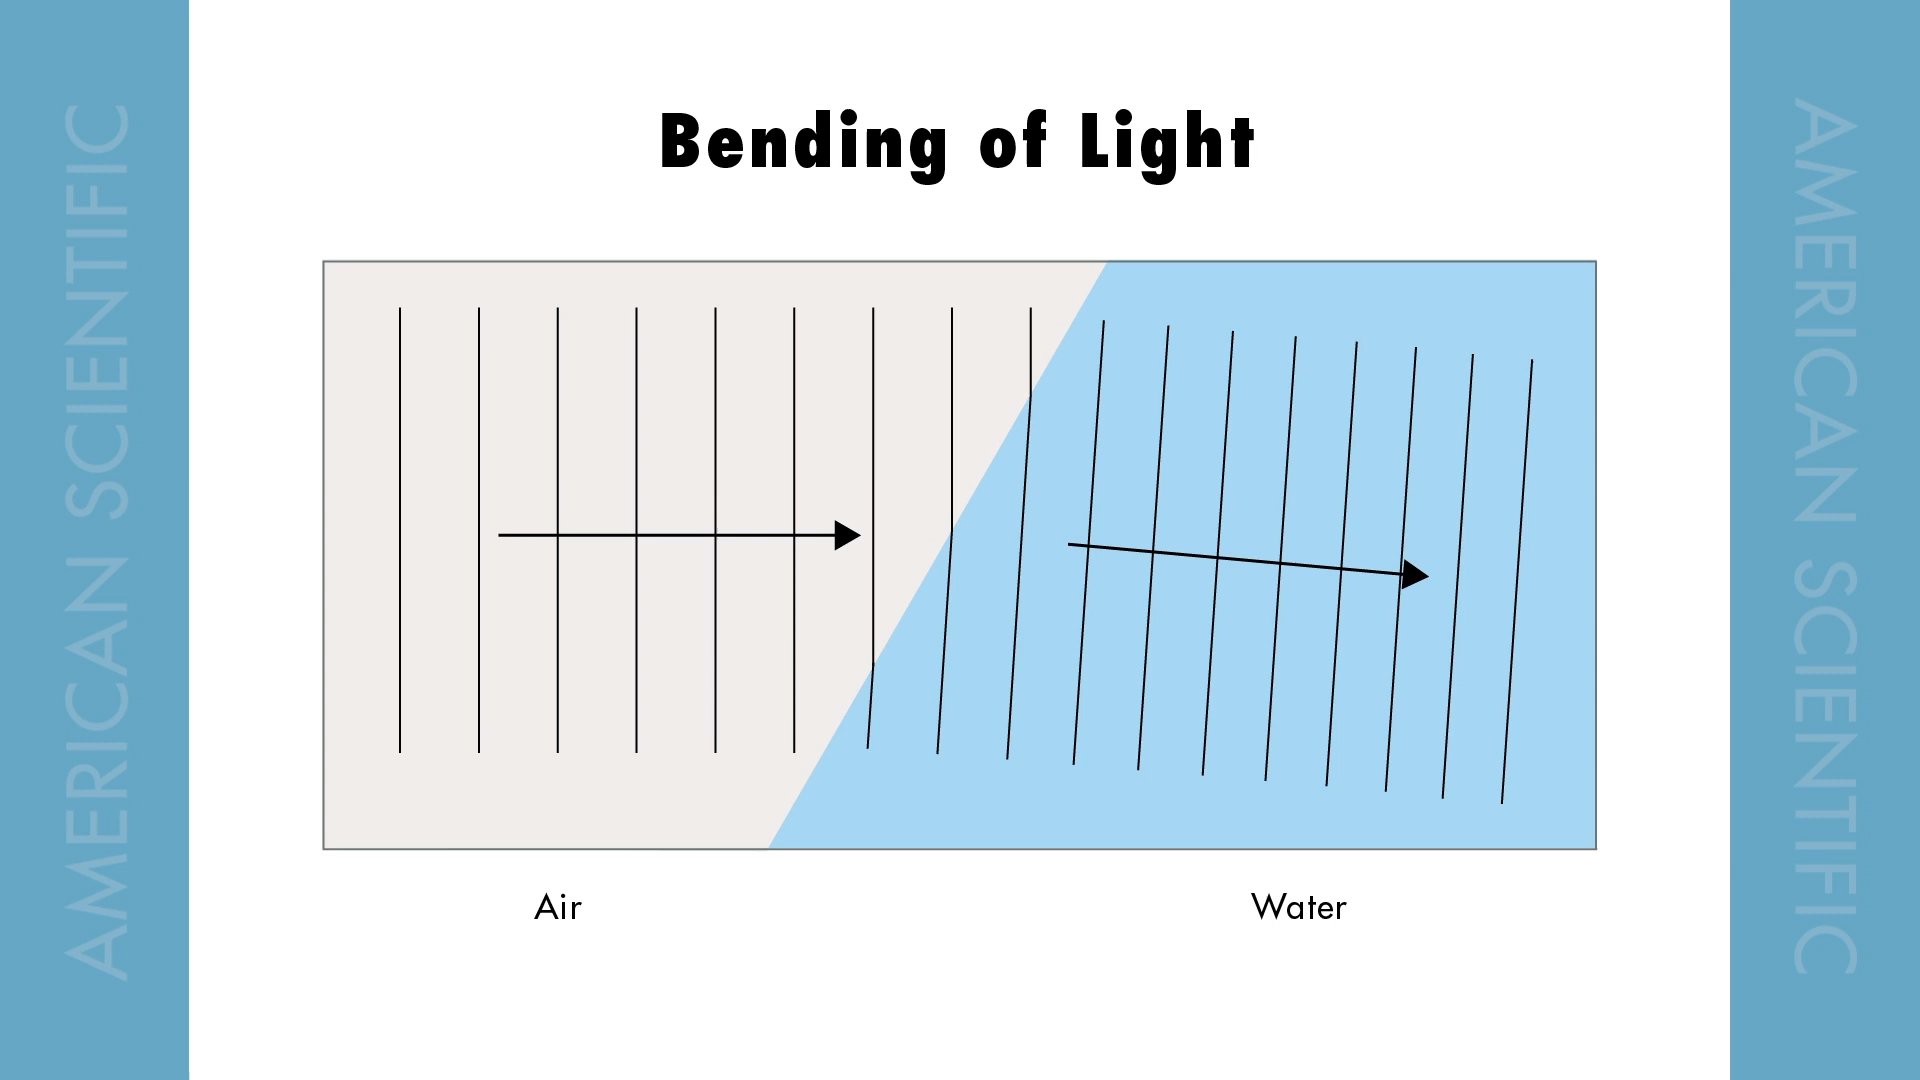 AMERICAN SCIENTIFIC
Bending of Light
Air
Water
AMERICAN SCIENTIFIC